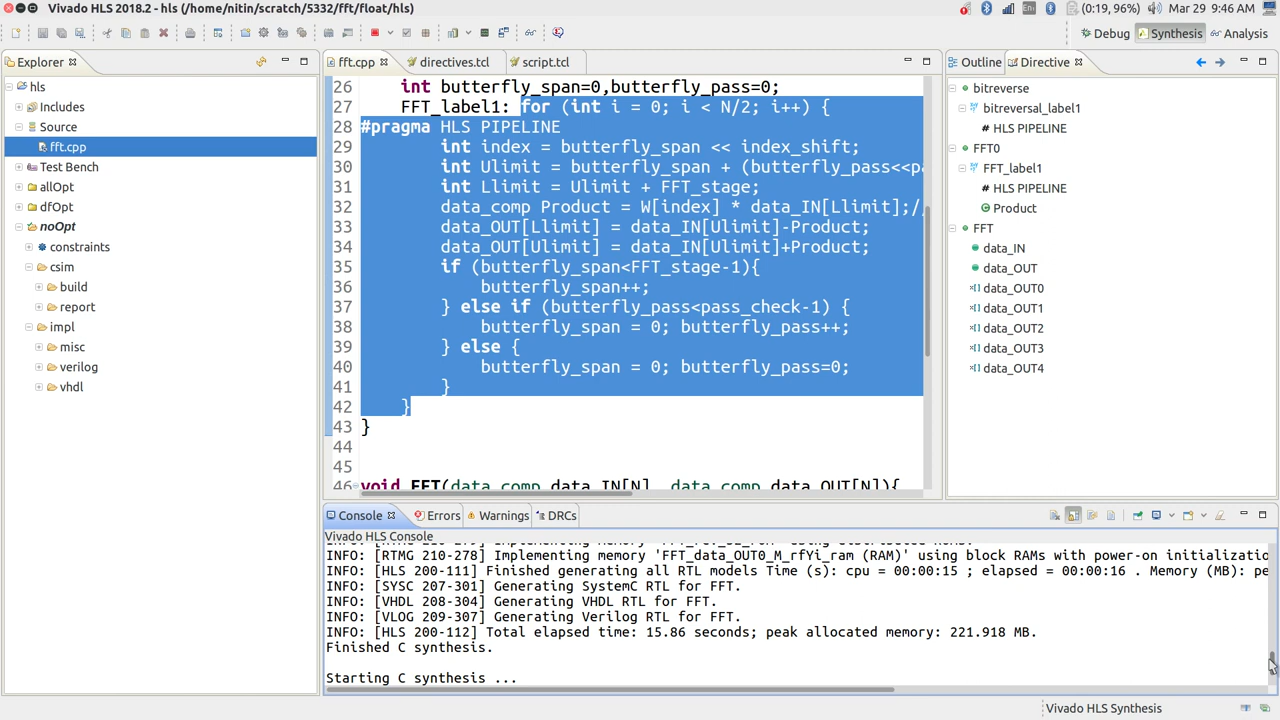 Vivado HLS 2018.2 - hls (/home/nitin/scratch/5332/fft/float/hls)
En
(0:19, 96%)
Mar 29 9:46 AM
Debug
Synthesis
Analysis
Explorer
fft.cpp
directives.tcl
script.tcl
Outline
Directive
hls
Includes
Source
fft.cpp
Test Bench
allOpt
dfOpt
noOpt
constraints
csim
build
report
impl
misc
verilog
vhdl
26 int butterfly_span=0,butterfly_pass=0;
27 FFT_label1: for (int i = 0; i < N/2; i++) {
28 #pragma HLS PIPELINE
29 int index = butterfly_span << index_shift;
30 int Ulimit = butterfly_span + (butterfly_pass<<pa
31 int Llimit = Ulimit + FFT_stage;
32 data_comp Product = W[index] * data_IN[Llimit];/
33 data_OUT[Llimit] = data_IN[Ulimit]-Product;
34 data_OUT[Ulimit] = data_IN[Ulimit]+Product;
35 if (butterfly_span<FFT_stage-1){
36 butterfly_span++;
37 } else if (butterfly_pass<pass_check-1) {
38 butterfly_span = 0; butterfly_pass++;
39 } else {
40 butterfly_span = 0; butterfly_pass=0;
41 }
42 }
43 }
44
45
46 void FFT(data_comp data_IN[N], data_comp data_OUT[N]){
bitreverse
bitreversal_label1
# HLS PIPELINE
FFT0
FFT_label1
# HLS PIPELINE
Product
FFT
data_IN
data_OUT
data_OUT0
data_OUT1
data_OUT2
data_OUT3
data_OUT4
Console
Errors
Warnings
DRCs
Vivado HLS Console
INFO: [RTMG 210-278] Implementing memory 'FFT_data_OUT0_M_rfYi_ram (RAM)' using block RAMs with power-on initializatio
INFO: [HLS 200-111] Finished generating all RTL models Time (s): cpu = 00:00:15 ; elapsed = 00:00:16 . Memory (MB): pe
INFO: [SYSC 207-301] Generating SystemC RTL for FFT.
INFO: [VHDL 208-304] Generating VHDL RTL for FFT.
INFO: [VLOG 209-307] Generating Verilog RTL for FFT.
INFO: [HLS 200-112] Total elapsed time: 15.86 seconds; peak allocated memory: 221.918 MB.
Finished C synthesis.
Starting C synthesis ...
Vivado HLS Synthesis